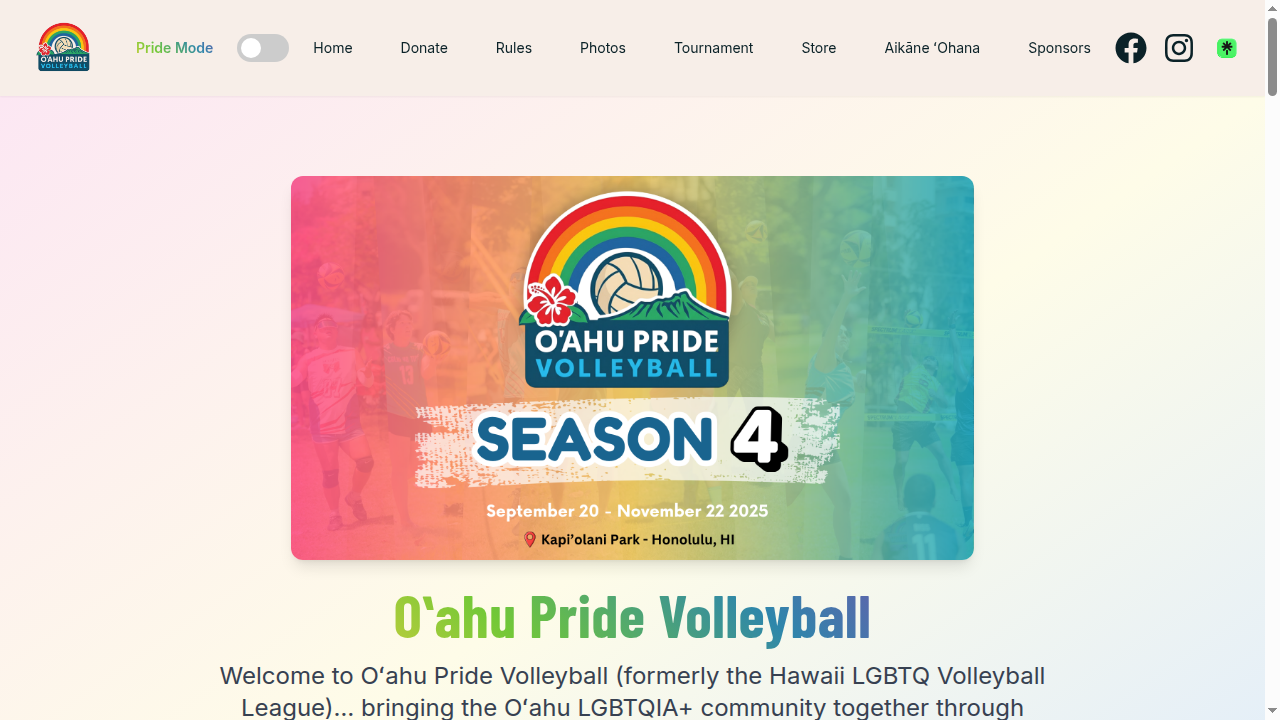 O'AHU PRIDE
VOLLEYBALL
Pride Mode
Home
Donate
Rules
Photos
Tournament
Store
Aikāne ʻOhana
Sponsors
O'AHU PRIDE
VOLLEYBALL
SEASON 4
September 20 - November 22 2025
Kapi'olani Park - Honolulu, HI
Oʻahu Pride Volleyball
Welcome to Oʻahu Pride Volleyball (formerly the Hawaii LGBTQ Volleyball
League)... bringing the Oʻahu LGBTQIA+ community together through